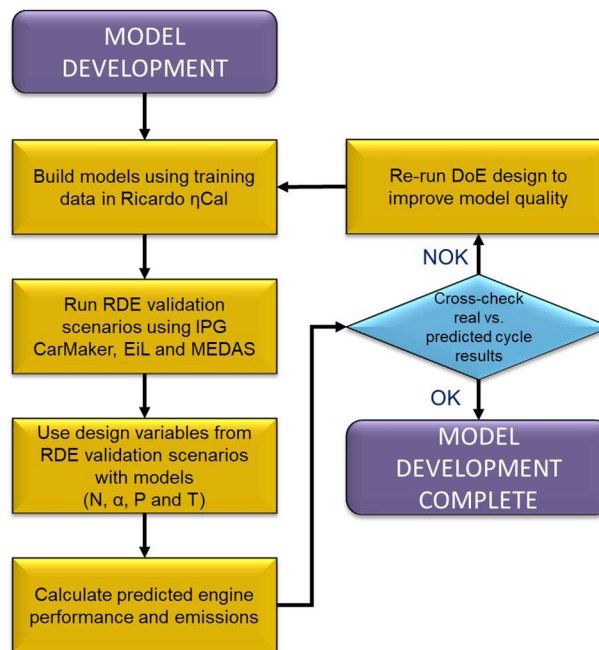 MODEL
DEVELOPMENT
Build models using training
data in Ricardo ηCal
Re-run DoE design to
improve model quality
NOK
Run RDE validation
scenarios using IPG
CarMaker, EiL and MEDAS
Cross-check
real vs.
predicted cycle
results
OK
Use design variables from
RDE validation scenarios
with models
(N, α, P and T)
MODEL
DEVELOPMENT
COMPLETE
Calculate predicted engine
performance and emissions